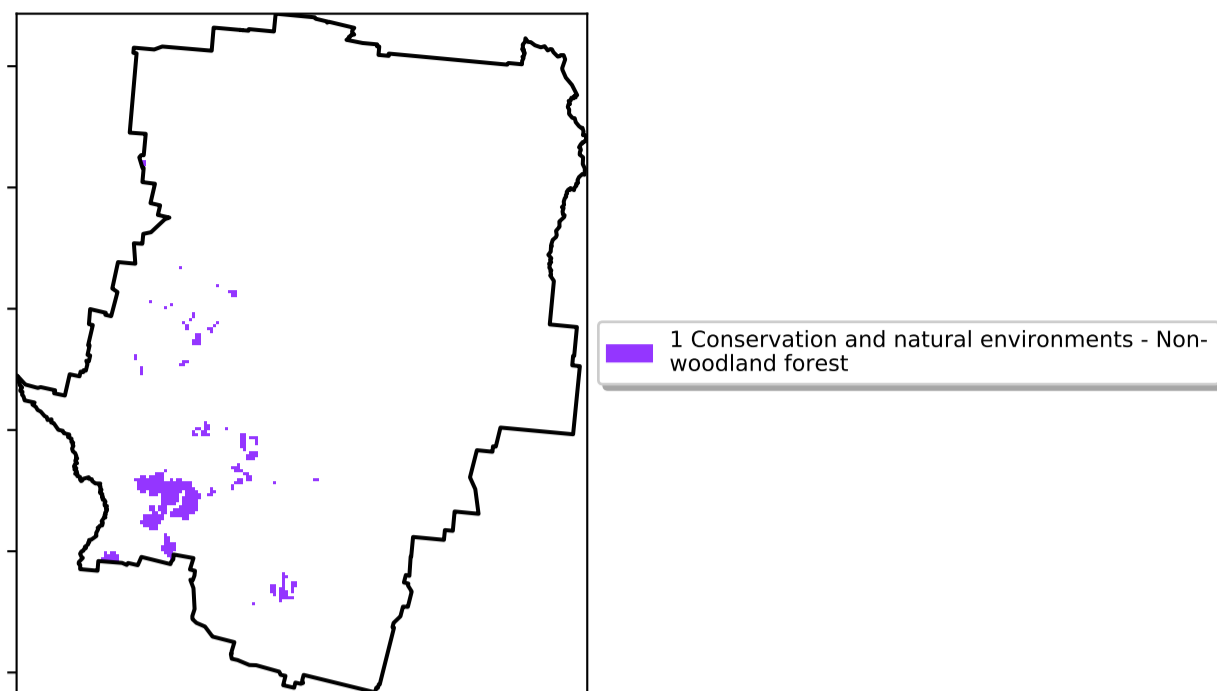 1 Conservation and natural environments - Non-
woodland forest